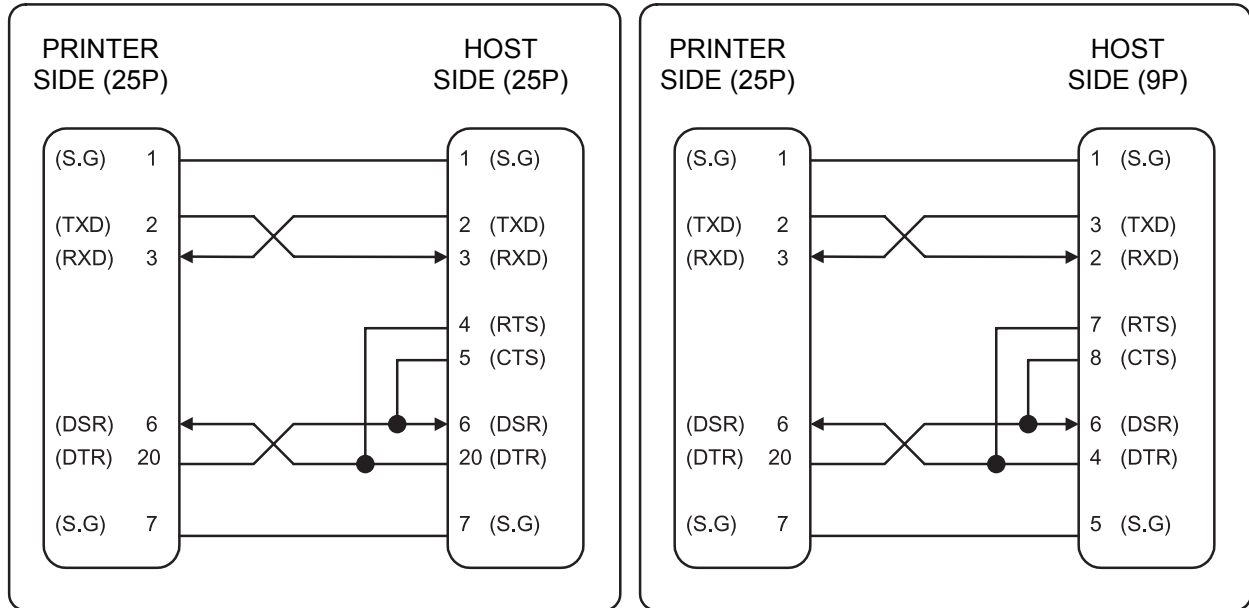 PRINTER
SIDE (25P)
HOST
SIDE (25P)
(S.G) 1
1 (S.G)
(TXD) 2
2 (TXD)
(RXD) 3
3 (RXD)
4 (RTS)
5 (CTS)
(DSR) 6
6 (DSR)
(DTR) 20
20 (DTR)
(S.G) 7
7 (S.G)
PRINTER
SIDE (25P)
HOST
SIDE (9P)
(S.G) 1
1 (S.G)
(TXD) 2
3 (TXD)
(RXD) 3
2 (RXD)
7 (RTS)
8 (CTS)
(DSR) 6
6 (DSR)
(DTR) 20
4 (DTR)
(S.G) 7
5 (S.G)